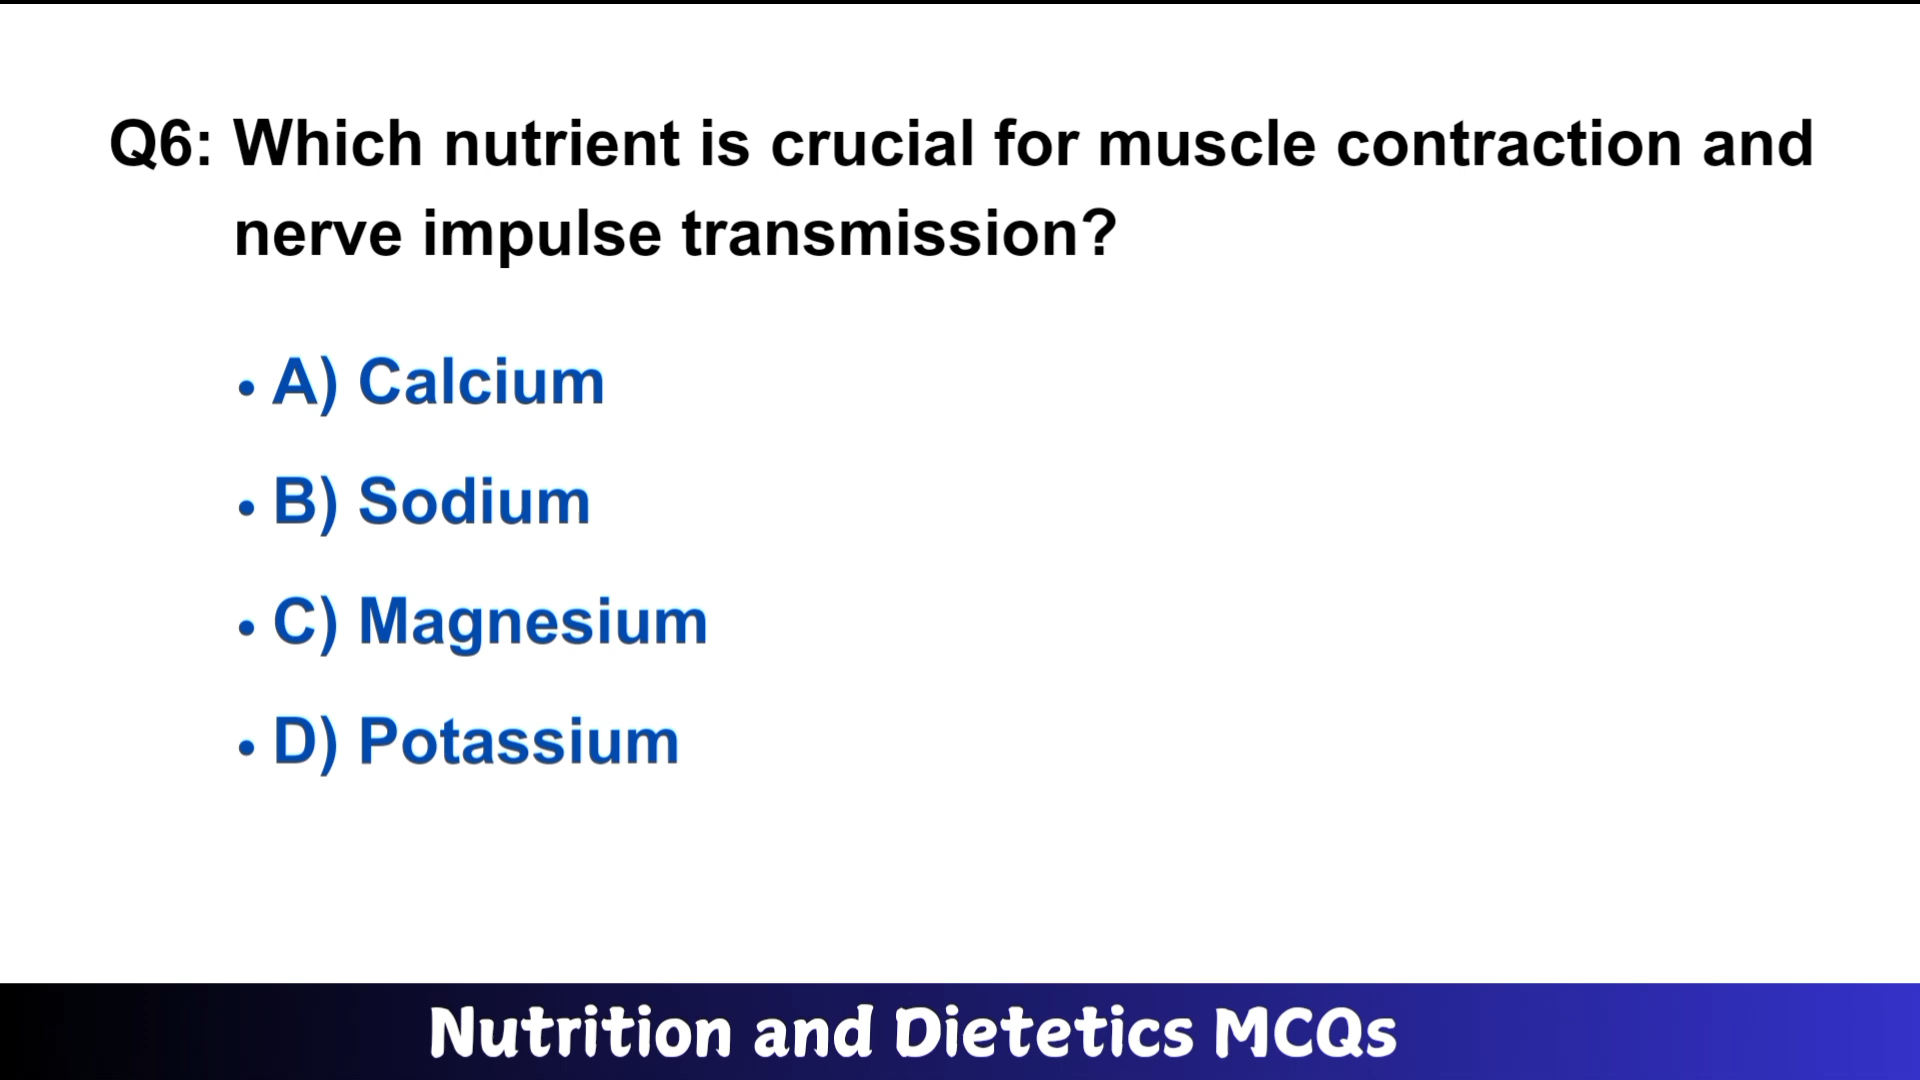 Q6: Which nutrient is crucial for muscle contraction and
nerve impulse transmission?
• A) Calcium
• B) Sodium
• C) Magnesium
• D) Potassium
Nutrition and Dietetics MCQs